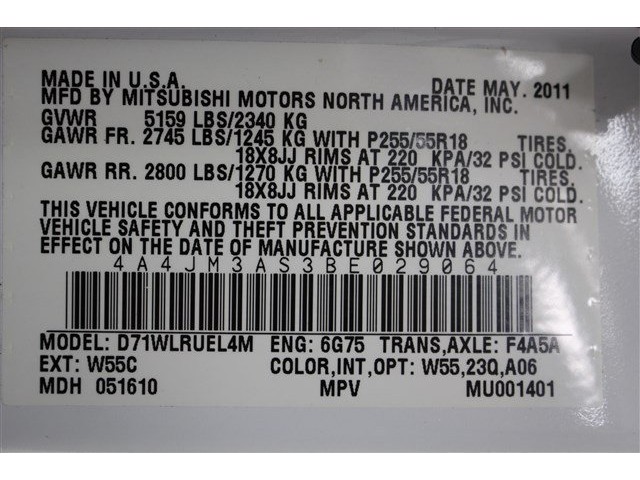 MADE IN U.S.A. DATE MAY. 2011
MFD BY MITSUBISHI MOTORS NORTH AMERICA, INC.
GVWR 5159 LBS/2340 KG
GAWR FR. 2745 LBS/1245 KG WITH P255/55R18 TIRES,
18X8JJ RIMS AT 220 KPA/32 PSI COLD.
GAWR RR. 2800 LBS/1270 KG WITH P255/55R18 TIRES,
18X8JJ RIMS AT 220 KPA/32 PSI COLD.
THIS VEHICLE CONFORMS TO ALL APPLICABLE FEDERAL MOTOR
VEHICLE SAFETY AND THEFT PREVENTION STANDARDS IN
EFFECT ON THE DATE OF MANUFACTURE SHOWN ABOVE.
4A4JM3AS3BE029064
MODEL: D71WLRUEL4M ENG: 6G75 TRANS,AXLE: F4A5A
EXT: W55C COLOR,INT,OPT: W55,23Q,A06
MDH 051610 MPV MU001401